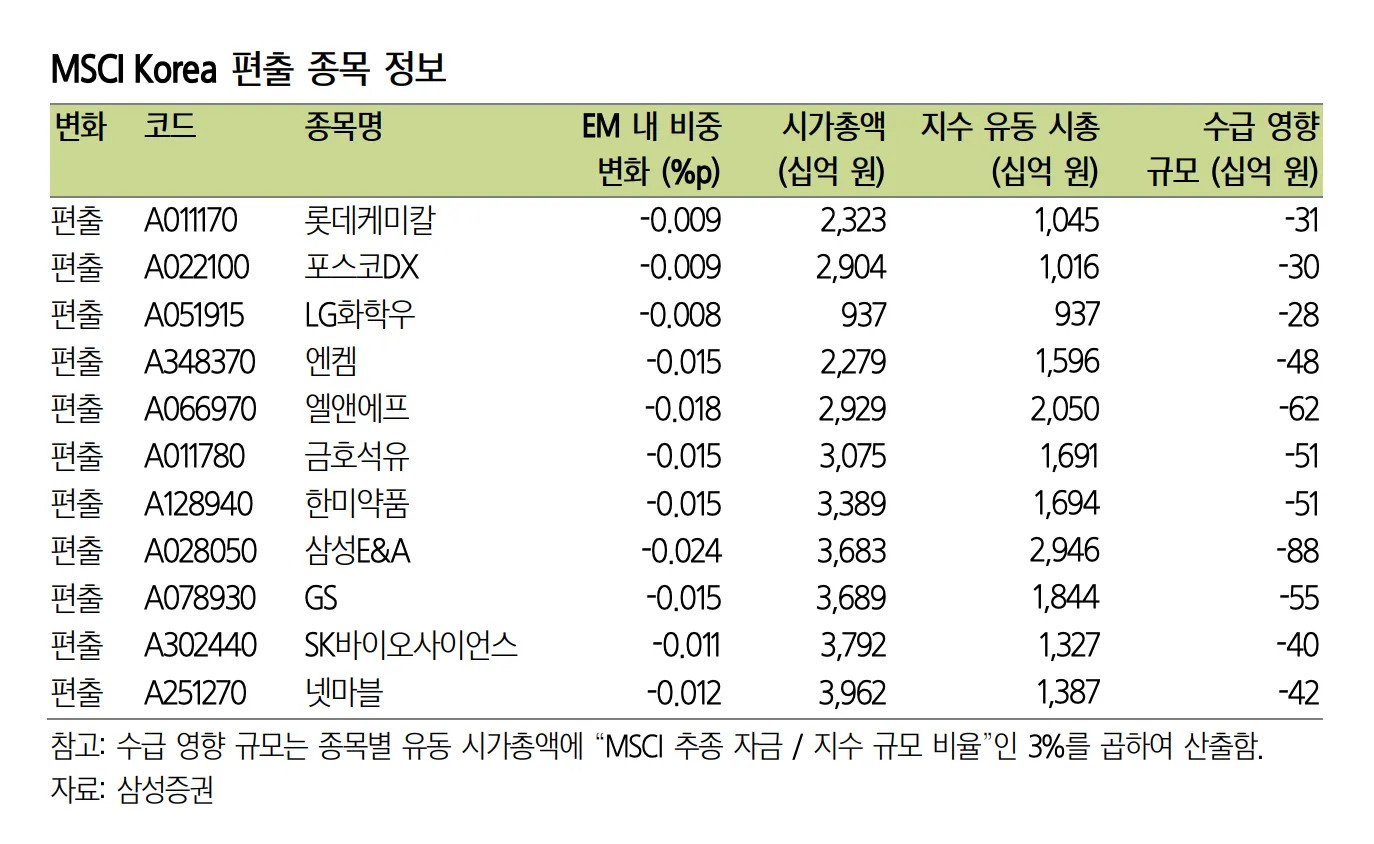 MSCI Korea 편출 종목 정보
변화 코드 종목명 EM 내 비중 시가총액 지수 유동 시총 수급 영향
변화 (%p) (십억 원) (십억 원) 규모 (십억 원)
편출 A011170 롯데케미칼 -0.009 2,323 1,045 -31
편출 A022100 포스코DX -0.009 2,904 1,016 -30
편출 A051915 LG화학우 -0.008 937 937 -28
편출 A348370 엔켐 -0.015 2,279 1,596 -48
편출 A066970 엘앤에프 -0.018 2,929 2,050 -62
편출 A011780 금호석유 -0.015 3,075 1,691 -51
편출 A128940 한미약품 -0.015 3,389 1,694 -51
편출 A028050 삼성E&A -0.024 3,683 2,946 -88
편출 A078930 GS -0.015 3,689 1,844 -55
편출 A302440 SK바이오사이언스 -0.011 3,792 1,327 -40
편출 A251270 넷마블 -0.012 3,962 1,387 -42
참고: 수급 영향 규모는 종목별 유동 시가총액에 “MSCI 추종 자금 / 지수 규모 비율”인 3%를 곱하여 산출함.
자료: 삼성증권